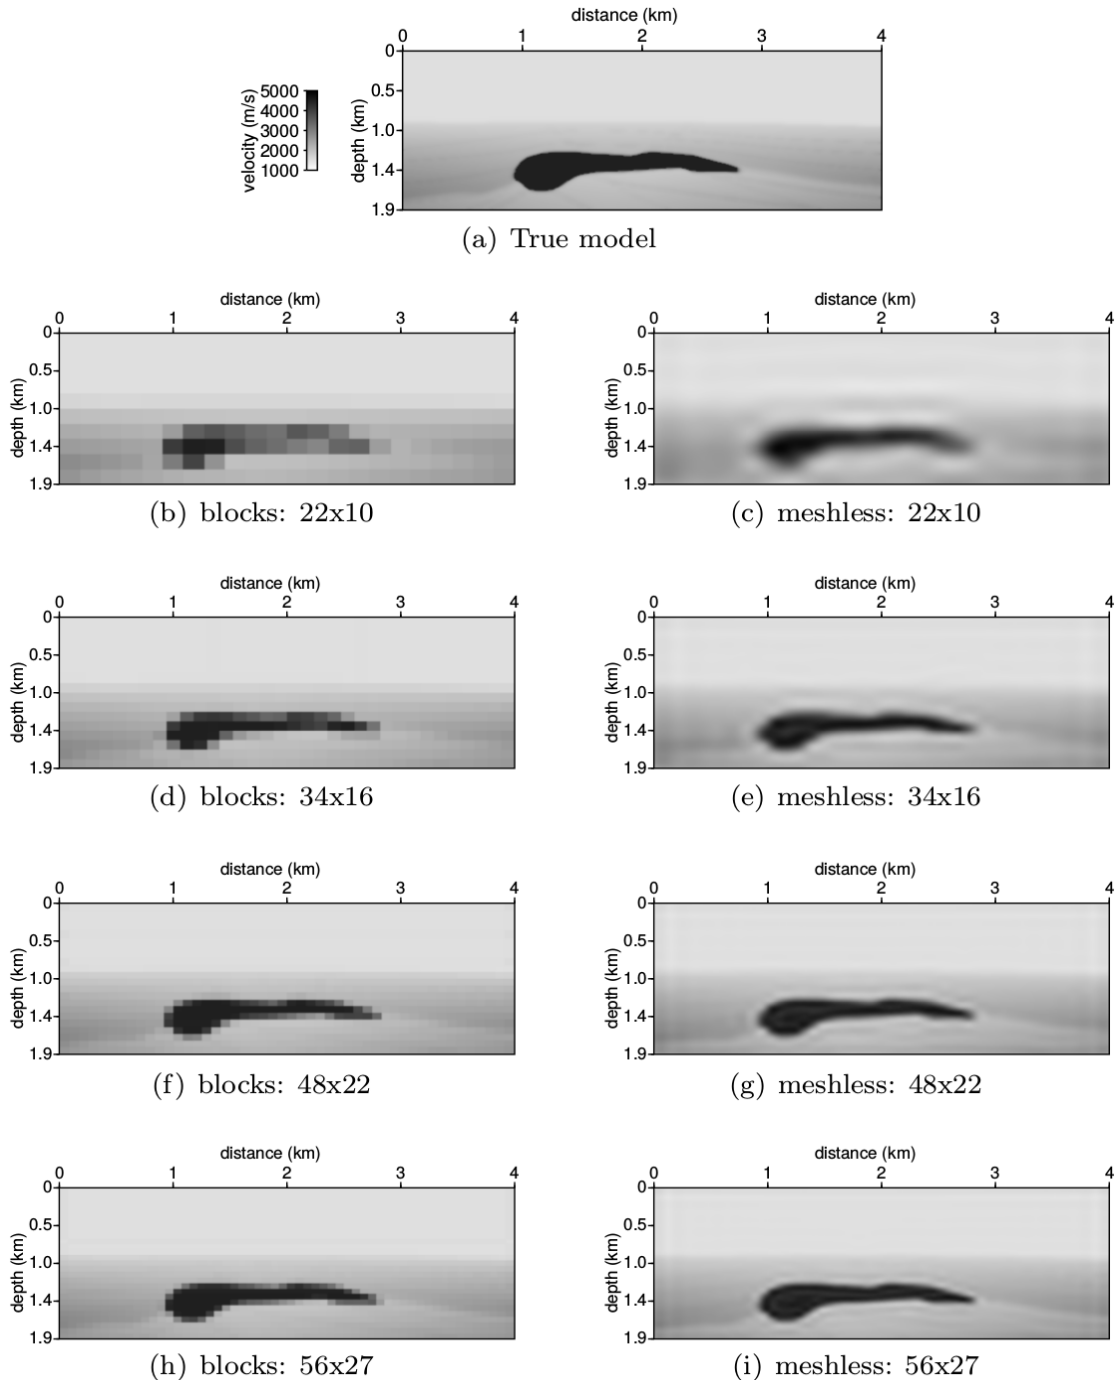 distance (km)
0 1 2 3 4
velocity (m/s)
5000
4000
3000
2000
1000
depth (km)
0
0.5
1.0
1.4
1.9
(a) True model
distance (km)
0 1 2 3 4
depth (km)
0
0.5
1.0
1.4
1.9
(b) blocks: 22x10
distance (km)
0 1 2 3 4
depth (km)
0
0.5
1.0
1.4
1.9
(c) meshless: 22x10
distance (km)
0 1 2 3 4
depth (km)
0
0.5
1.0
1.4
1.9
(d) blocks: 34x16
distance (km)
0 1 2 3 4
depth (km)
0
0.5
1.0
1.4
1.9
(e) meshless: 34x16
distance (km)
0 1 2 3 4
depth (km)
0
0.5
1.0
1.4
1.9
(f) blocks: 48x22
distance (km)
0 1 2 3 4
depth (km)
0
0.5
1.0
1.4
1.9
(g) meshless: 48x22
distance (km)
0 1 2 3 4
depth (km)
0
0.5
1.0
1.4
1.9
(h) blocks: 56x27
distance (km)
0 1 2 3 4
depth (km)
0
0.5
1.0
1.4
1.9
(i) meshless: 56x27